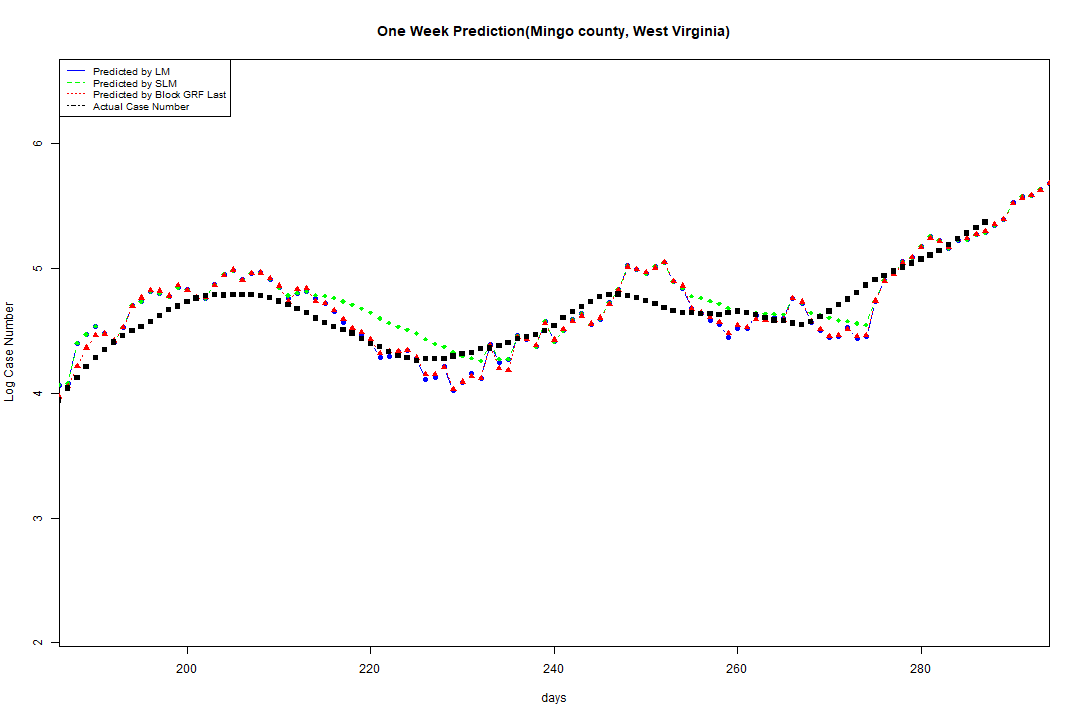 One Week Prediction(Mingo county, West Virginia)
Predicted by LM
Predicted by SLM
Predicted by Block GRF Last
Actual Case Number
6
5
4
3
2
Log Case Number
200 220 240 260 280
days